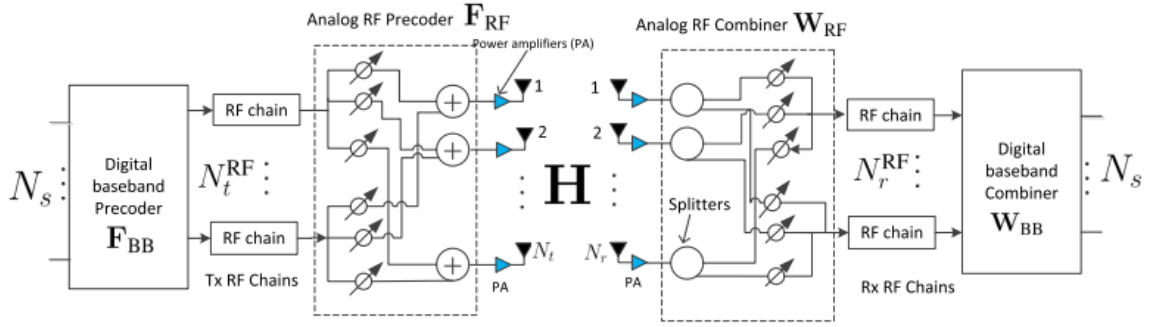 Analog RF Precoder F_RF
Power amplifiers (PA)
Analog RF Combiner W_RF
N_s
Digital
baseband
Precoder
F_BB
RF chain
N_t^RF
RF chain
Tx RF Chains
1
2
N_t
PA
H
1
2
N_r
PA
Splitters
RF chain
N_r^RF
RF chain
Rx RF Chains
Digital
baseband
Combiner
W_BB
N_s